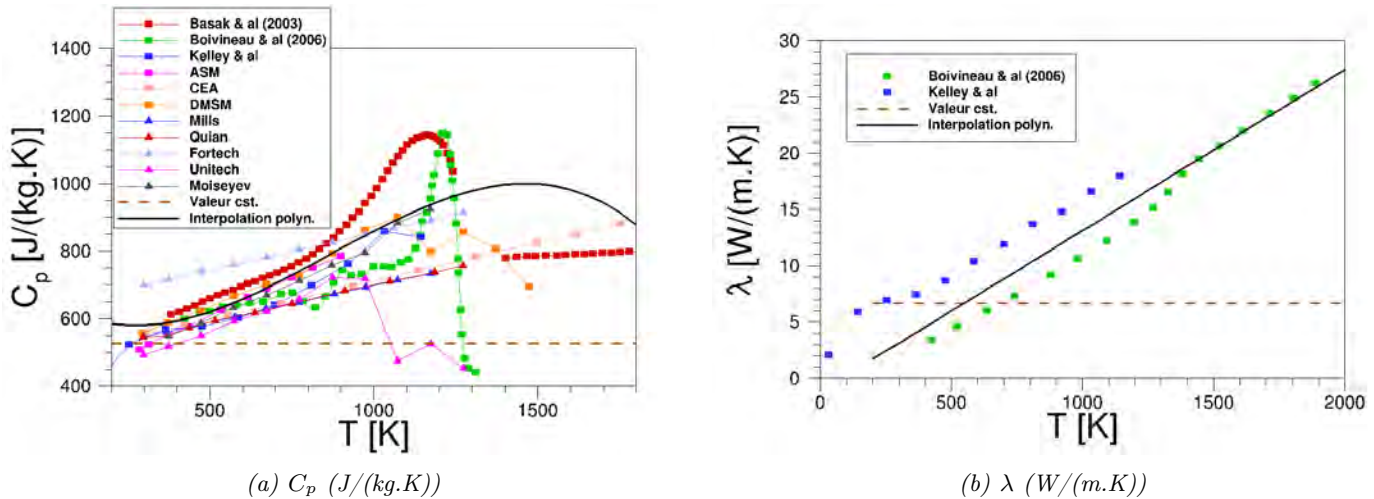 Basak & al (2003)
Boivineau & al (2006)
Kelley & al
ASM
CEA
DMSM
Mills
Quian
Fortech
Unitech
Moiseyev
Valeur cst.
Interpolation polyn.
1400
1200
1000
800
600
400
C_p [J/(kg.K)]
500
1000
1500
T [K]
(a) C_p (J/(kg.K))
Boivineau & al (2006)
Kelley & al
Valeur cst.
Interpolation polyn.
30
25
20
15
10
5
0
λ [W/(m.K)]
0
500
1000
1500
2000
T [K]
(b) λ (W/(m.K))